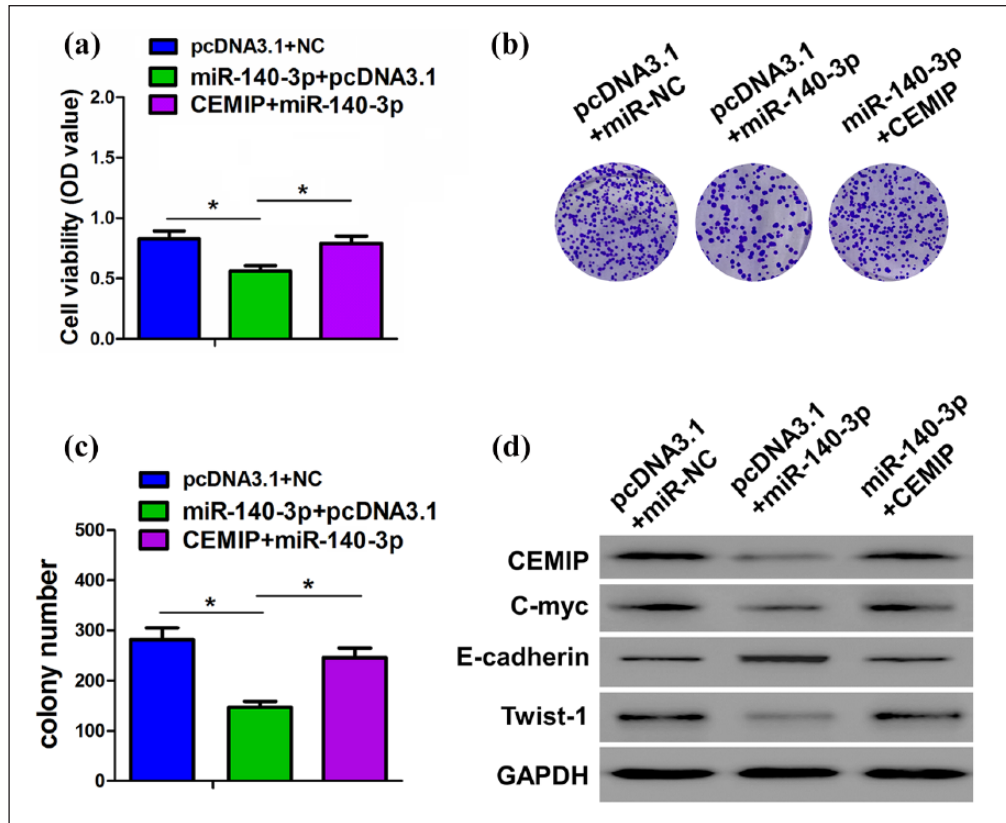 (a)
pcDNA3.1+NC
miR-140-3p+pcDNA3.1
CEMIP+miR-140-3p
Cell viability (OD value)
2.0
1.5
1.0
0.5
0.0
*
*
(b)
pcDNA3.1
+miR-NC
pcDNA3.1
+miR-140-3p
miR-140-3p
+CEMIP
(c)
pcDNA3.1+NC
miR-140-3p+pcDNA3.1
CEMIP+miR-140-3p
colony number
500
400
300
200
100
0
*
*
(d)
pcDNA3.1
+miR-NC
pcDNA3.1
+miR-140-3p
miR-140-3p
+CEMIP
CEMIP
C-myc
E-cadherin
Twist-1
GAPDH